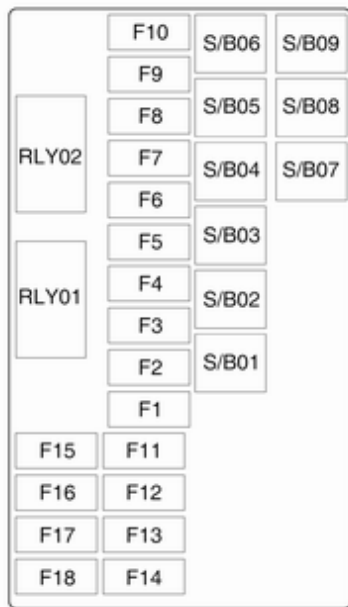 F10 S/B06 S/B09
F9
F8 S/B05 S/B08
RLY02 F7 S/B04 S/B07
F6
F5 S/B03
F4
RLY01 S/B02
F3
F2 S/B01
F1
F15 F11
F16 F12
F17 F13
F18 F14